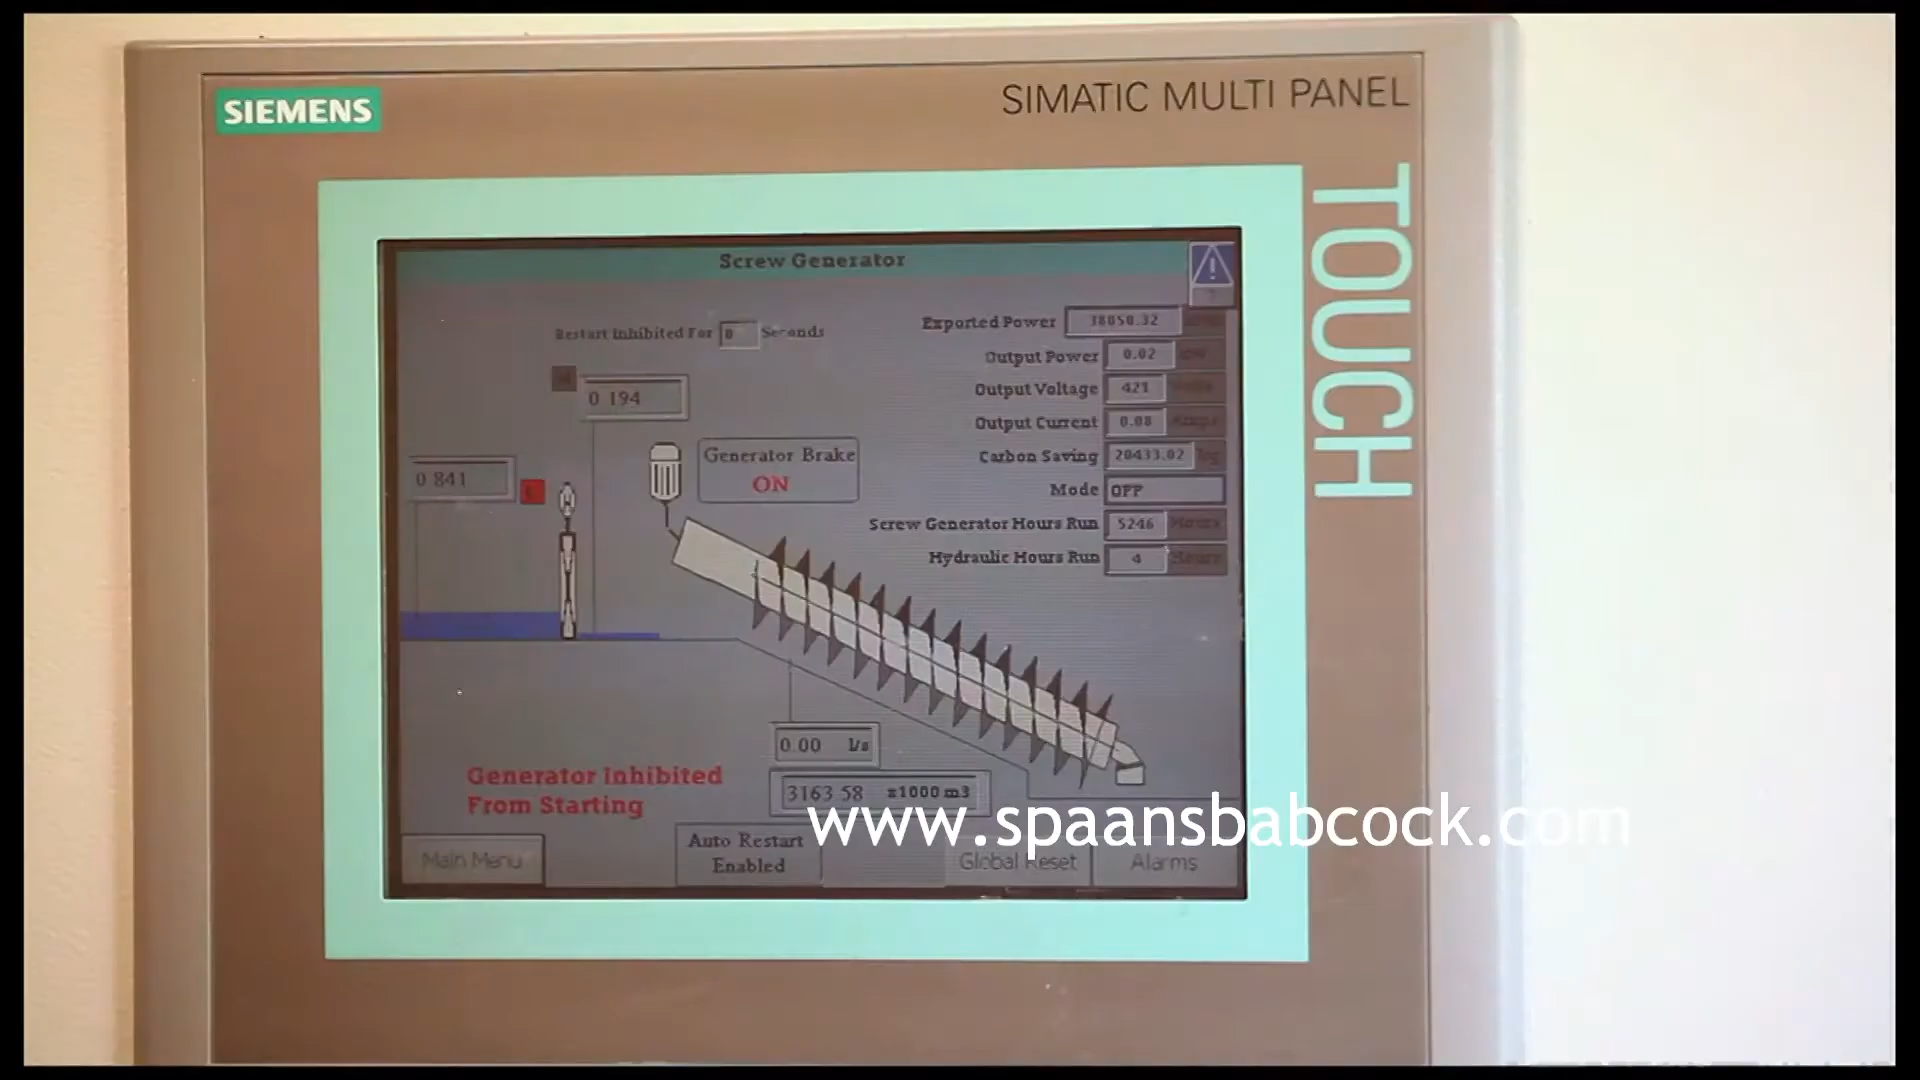 SIEMENS
SIMATIC MULTI PANEL
TOUCH
Screw Generator
Restart Inhibited For 0 Seconds
Exported Power 38050.32
Output Power 0.02
Output Voltage 421
0 194
Output Current 0.08
Generator Brake
ON
Carbon Saving 20433.02 Kg
0 841
L
Mode OFF
Screw Generator Hours Run 5246 Hours
Hydraulic Hours Run 4 Hours
0.00 l/s
3163 58 x1000 m3
Generator Inhibited
From Starting
www.spaansbabcock.com
Main Menu
Auto Restart
Enabled
Global Reset
Alarms